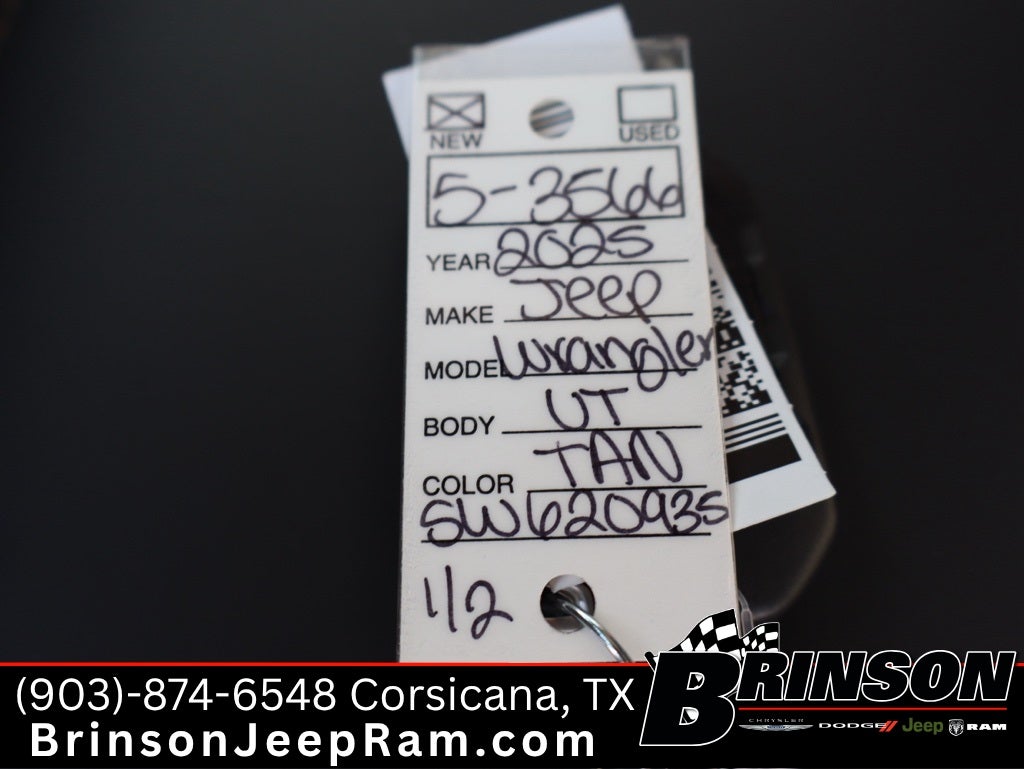 NEW USED
5-3566
YEAR 2025
MAKE Jeep
MODEL Wrangler
BODY UT
COLOR TAN
SW620935
1/2
(903)-874-6548 Corsicana, TX
BrinsonJeepRam.com
BRINSON
CHRYSLER DODGE Jeep RAM